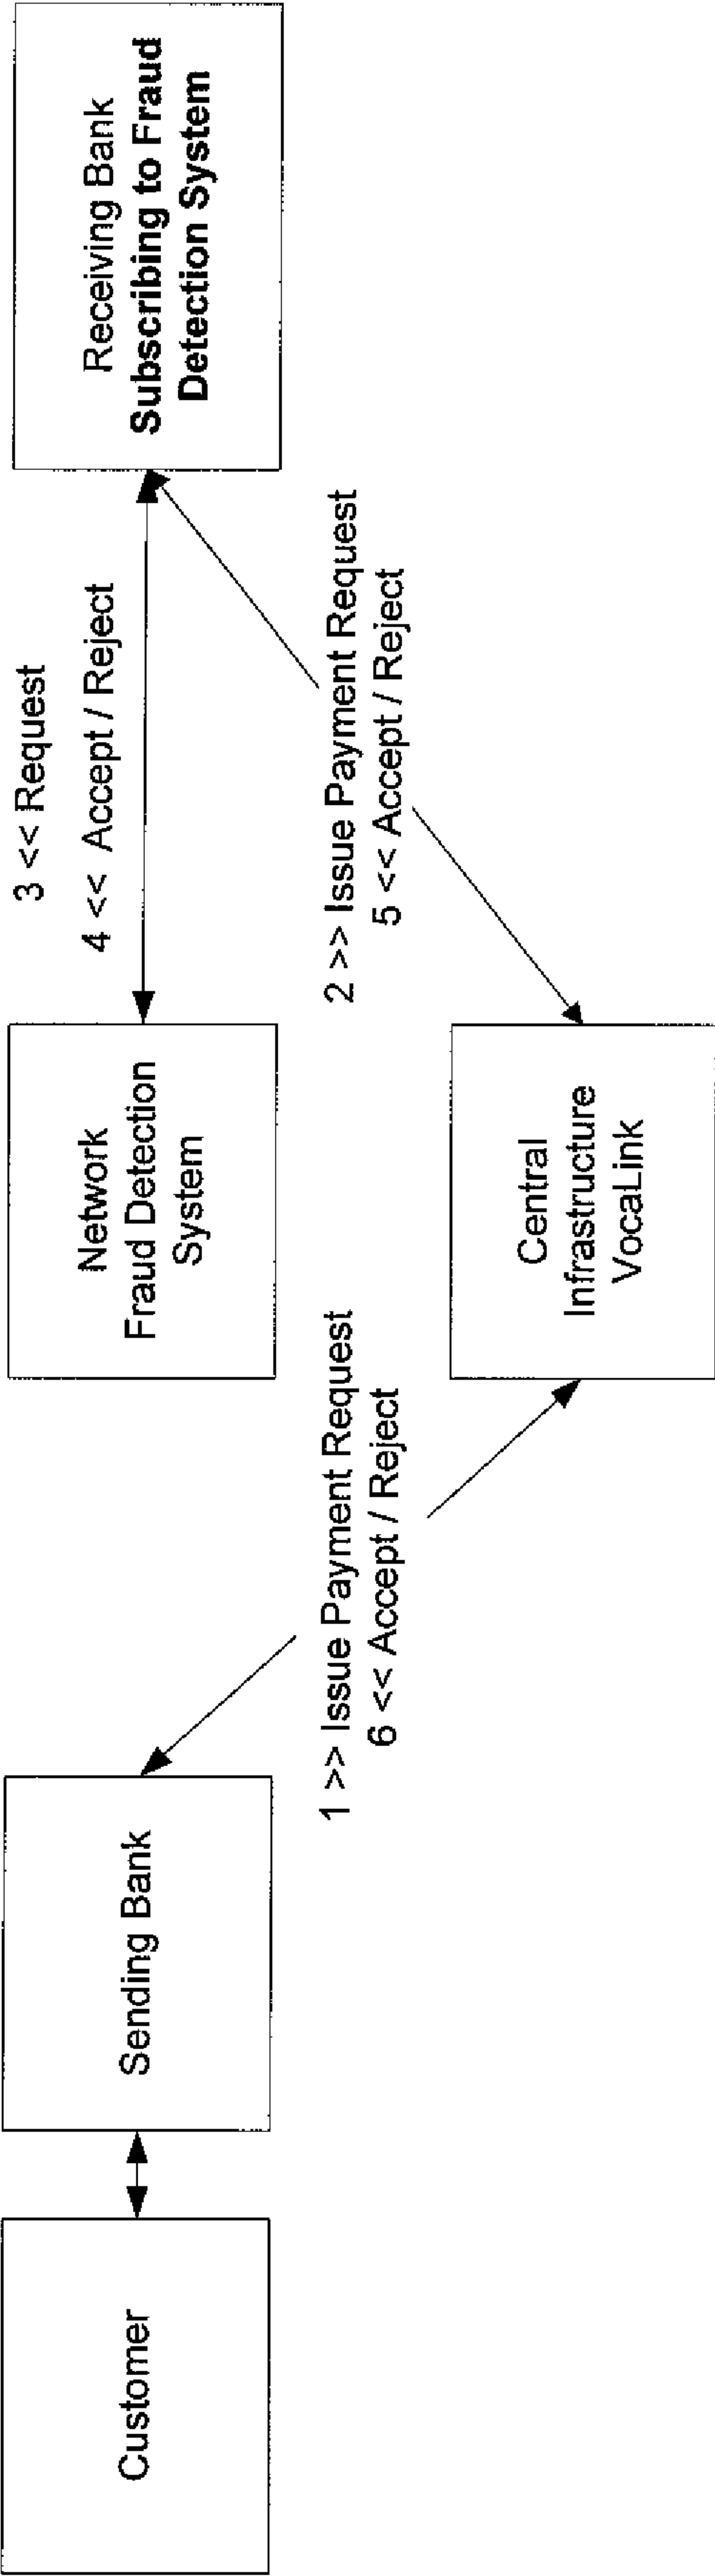 Customer
Sending Bank
1 >> Issue Payment Request
6 << Accept / Reject
Network
Fraud Detection
System
Central
Infrastructure
VocaLink
3 << Request
4 << Accept / Reject
2 >> Issue Payment Request
5 << Accept / Reject
Receiving Bank
Subscribing to Fraud
Detection System